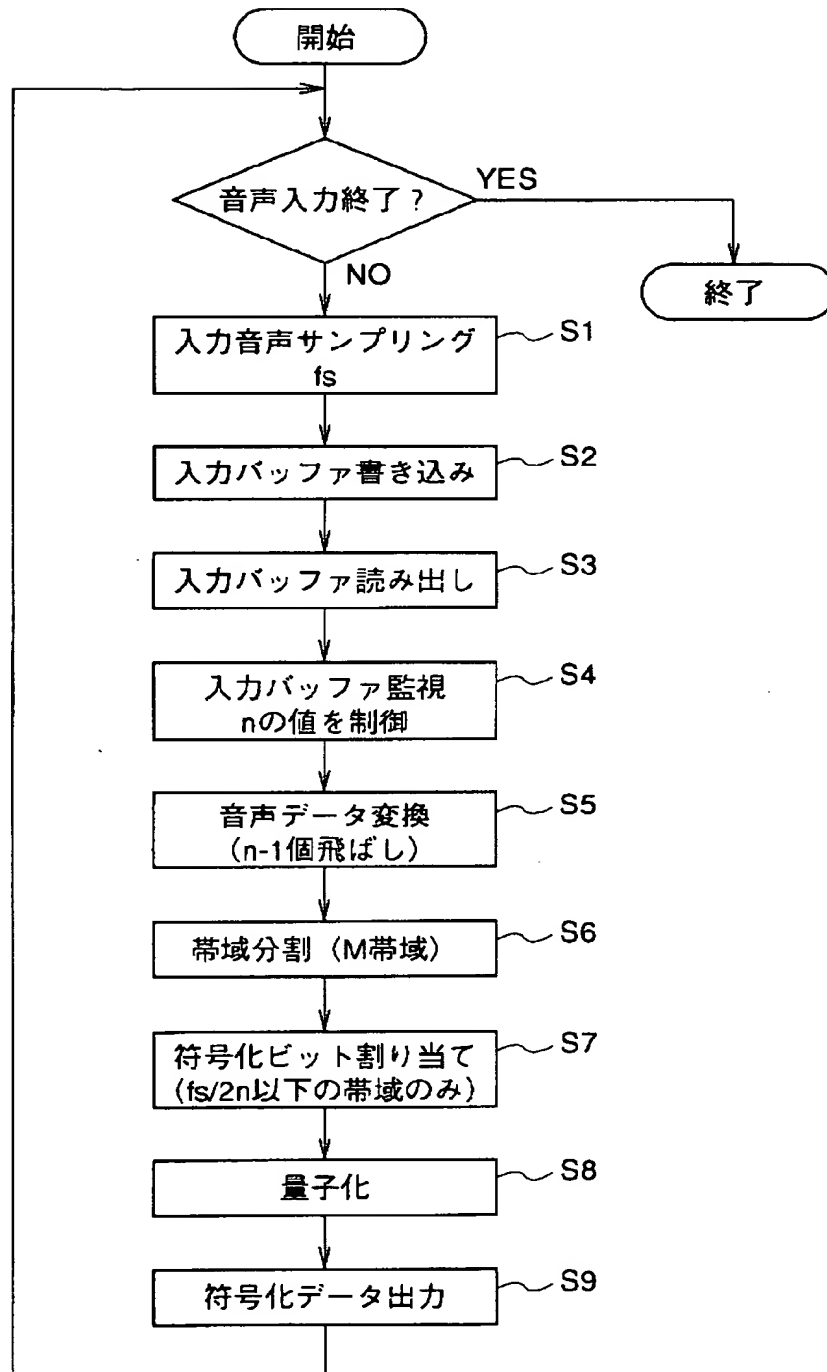 開始
音声入力終了?
YES
NO
終了
入力音声サンプリング
fs
S1
入力バッファ書き込み
S2
入力バッファ読み出し
S3
入力バッファ監視
nの値を制御
S4
音声データ変換
(n-1個飛ばし)
S5
帯域分割(M帯域)
S6
符号化ビット割り当て
(fs/2n以下の帯域のみ)
S7
量子化
S8
符号化データ出力
S9